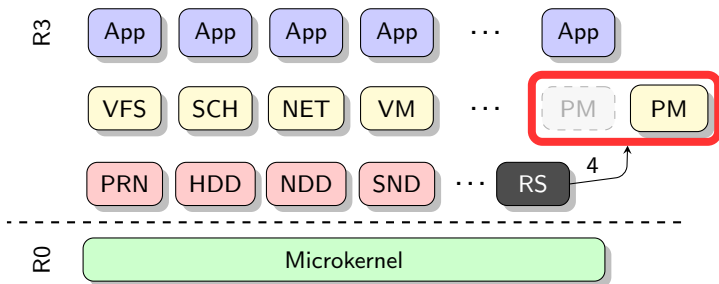 R3 App App App App ··· App
VFS SCH NET VM ··· PM PM
4
PRN HDD NDD SND ··· RS
R0 Microkernel